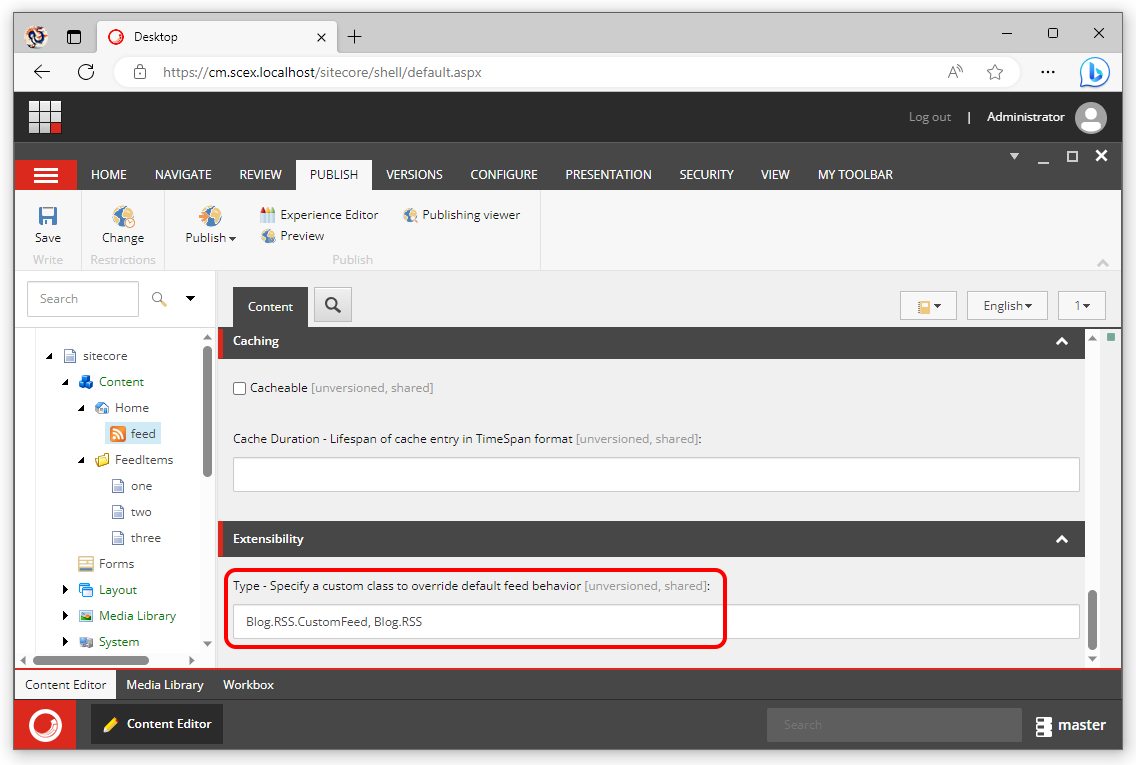 Desktop
https://cm.scex.localhost/sitecore/shell/default.aspx
Log out | Administrator
HOME NAVIGATE REVIEW PUBLISH VERSIONS CONFIGURE PRESENTATION SECURITY VIEW MY TOOLBAR
Save Change Publish Experience Editor Publishing viewer
Preview
Write Restrictions Publish
Search
Content
English
1
sitecore
Content
Home
feed
FeedItems
one
two
three
Forms
Layout
Media Library
System
Caching
Cacheable [unversioned, shared]
Cache Duration - Lifespan of cache entry in TimeSpan format [unversioned, shared]:
Extensibility
Type - Specify a custom class to override default feed behavior [unversioned, shared]:
Blog.RSS.CustomFeed, Blog.RSS
Content Editor Media Library Workbox
Content Editor
Search
master